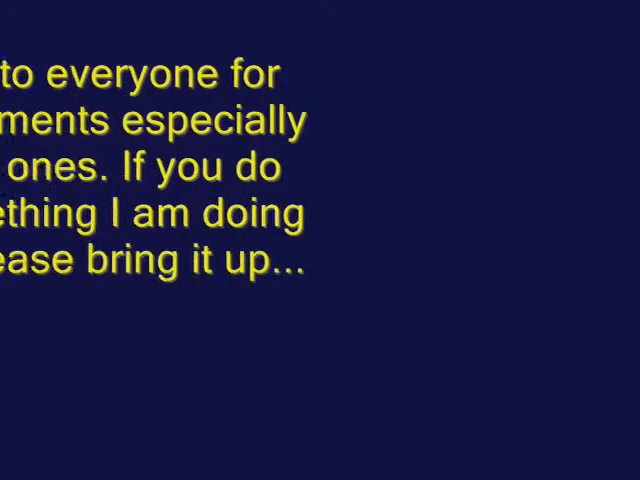 to everyone for
ments especially
ones. If you do
ething I am doing
ease bring it up...